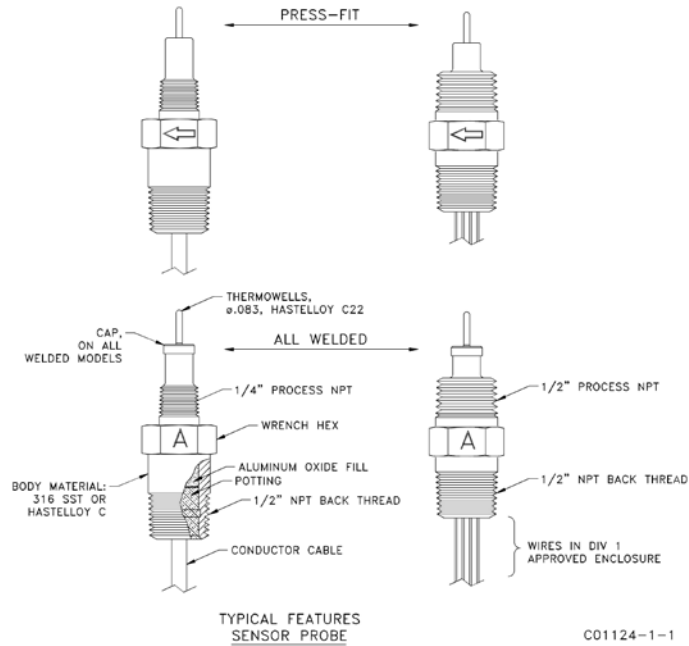 PRESS-FIT
THERMOWELLS,
ø.083, HASTELLOY C22
CAP,
ON ALL
WELDED MODELS
ALL WELDED
1/4" PROCESS NPT
1/2" PROCESS NPT
WRENCH HEX
A
A
ALUMINUM OXIDE FILL
POTTING
BODY MATERIAL:
316 SST OR
HASTELLOY C
1/2" NPT BACK THREAD
1/2" NPT BACK THREAD
CONDUCTOR CABLE
WIRES IN DIV 1
APPROVED ENCLOSURE
TYPICAL FEATURES
SENSOR PROBE
C01124-1-1